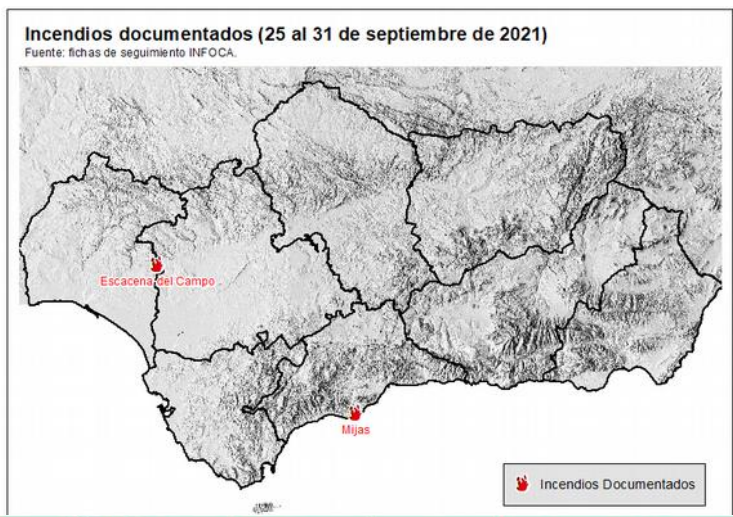 Incendios documentados (25 al 31 de septiembre de 2021)
Fuente: fichas de seguimiento INFOCA.
Escacena del Campo
Mijas
Incendios Documentados